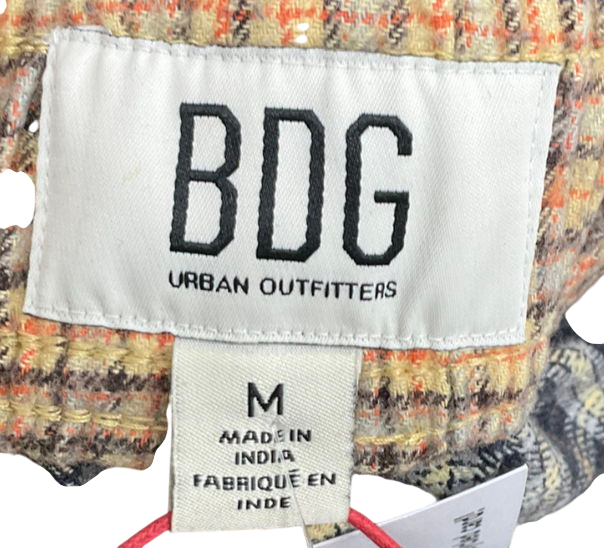 BDG
URBAN OUTFITTERS
M
MADE IN
INDIA
FABRIQUÉ EN
INDE